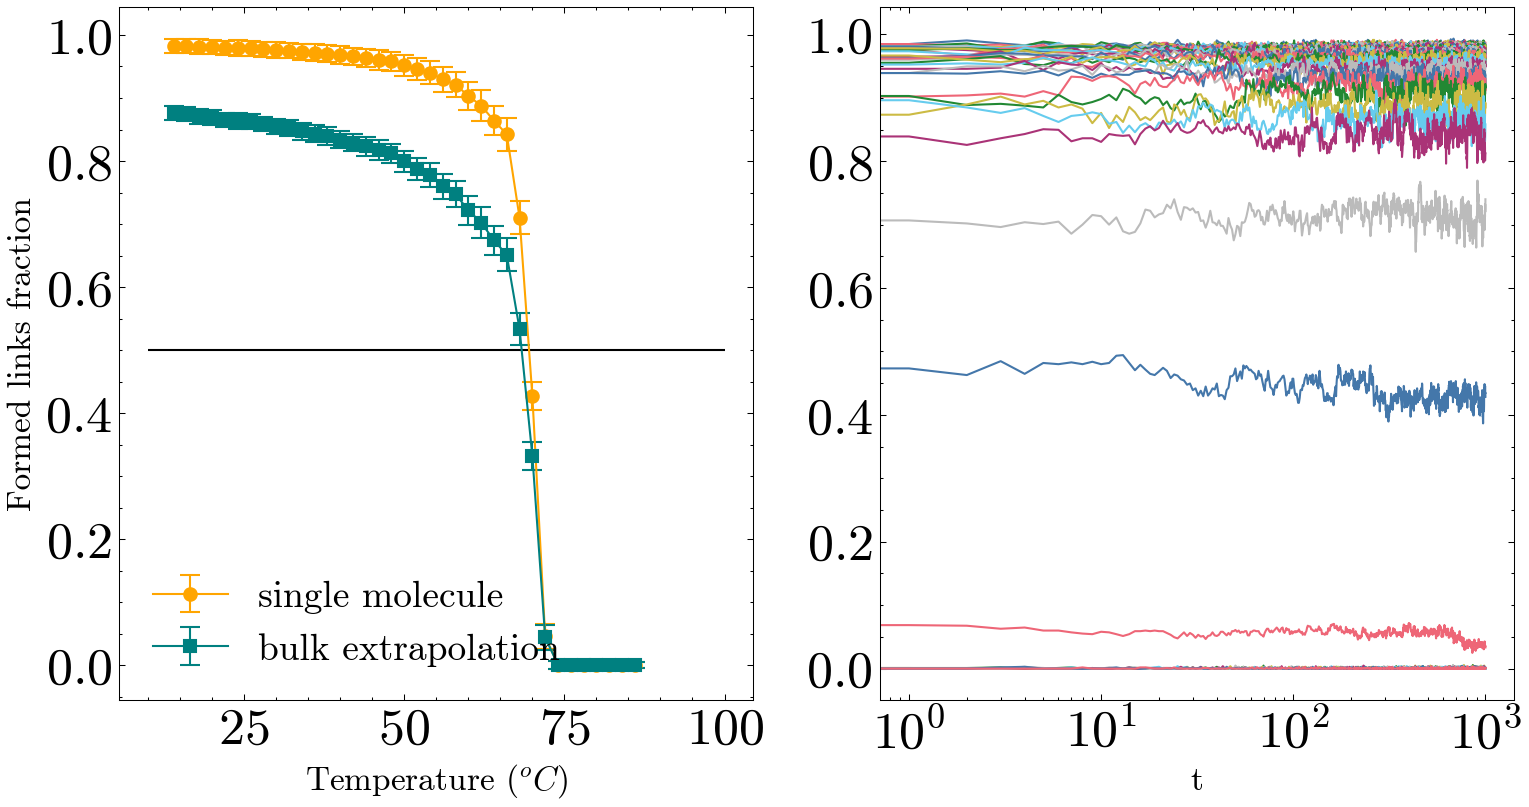 Formed links fraction
1.0
0.8
0.6
0.4
0.2
0.0
single molecule
bulk extrapolation
25 50 75 100
Temperature (°C)
1.0
0.8
0.6
0.4
0.2
0.0
10⁰ 10¹ 10² 10³
t